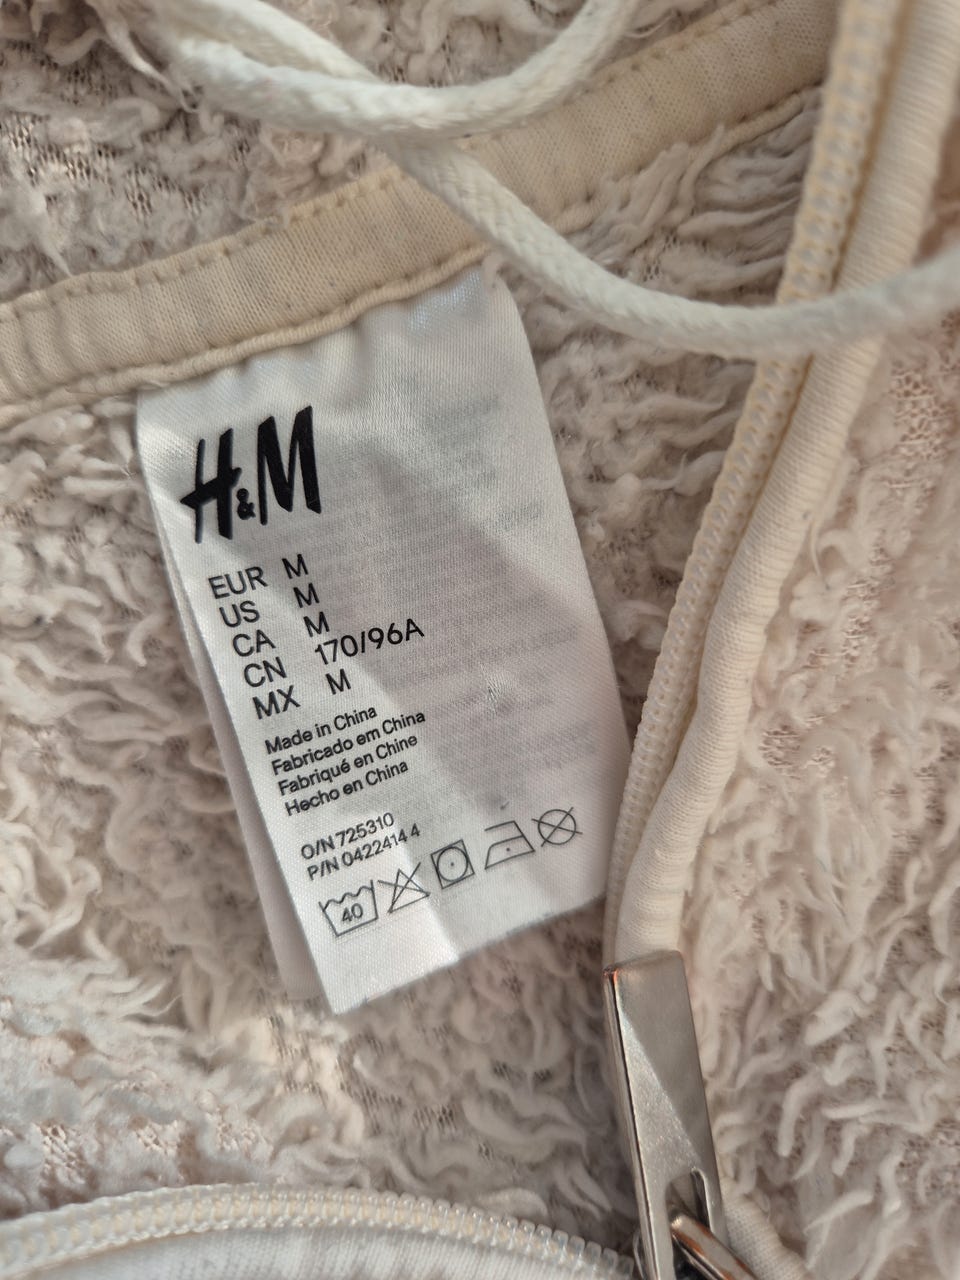 H&M
EUR M
US M
CA M
CN 170/96A
MX M
Made in China
Fabricado em China
Fabriqué en Chine
Hecho en China
O/N 725310
P/N 0422414 4
40